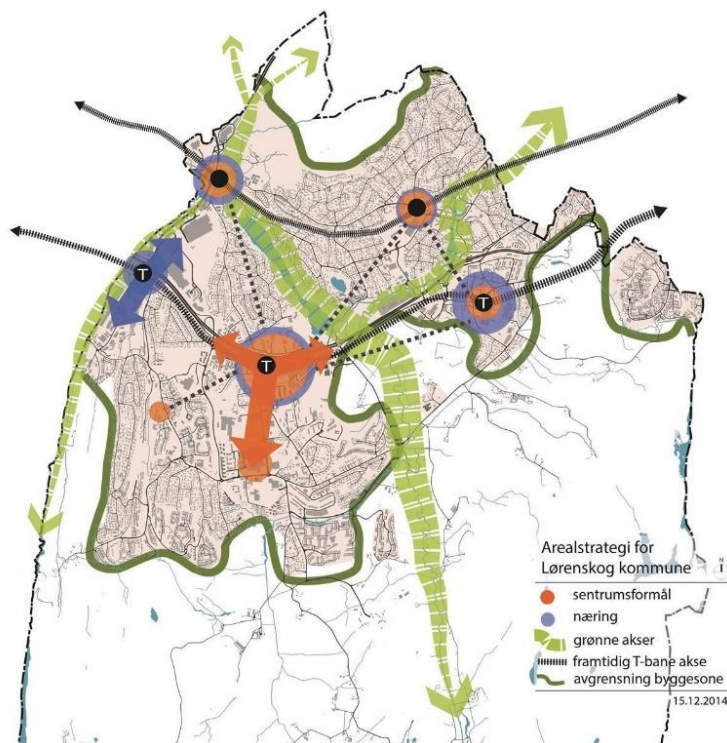 T
T
T
Arealstrategi for
Lørenskog kommune
N
sentrumsformål
næring
grønne akser
framtidig T-bane akse
avgrensning byggesone
15.12.2014